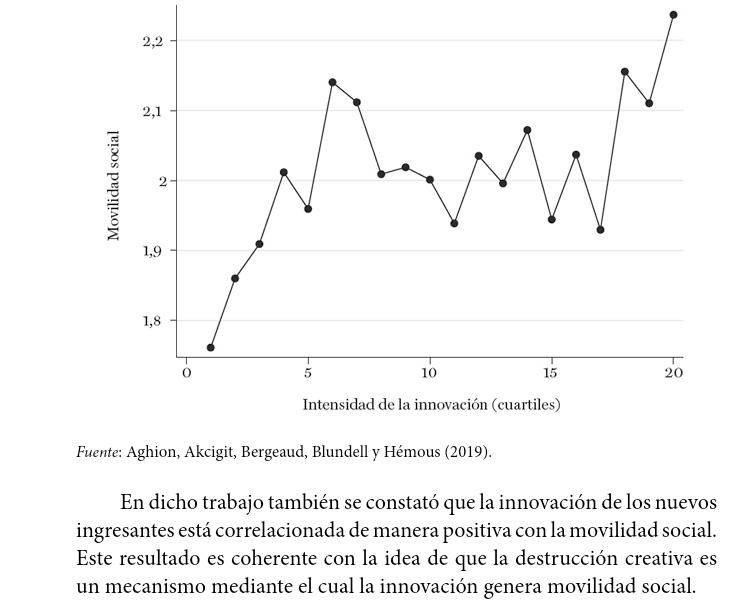 2,2
2,1
2
1,9
1,8
Movilidad social
0 5 10 15 20
Intensidad de la innovación (cuartiles)
Fuente: Aghion, Akcigit, Bergeaud, Blundell y Hémous (2019).
En dicho trabajo también se constató que la innovación de los nuevos
ingresantes está correlacionada de manera positiva con la movilidad social.
Este resultado es coherente con la idea de que la destrucción creativa es
un mecanismo mediante el cual la innovación genera movilidad social.